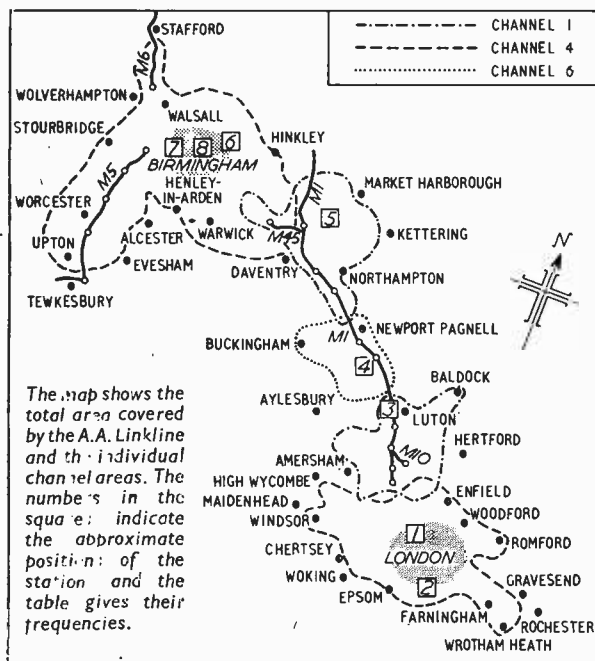 CHANNEL 1
CHANNEL 4
CHANNEL 6
STAFFORD
M6
WOLVERHAMPTON
WALSALL
STOURBRIDGE
7 8 6
BIRMINGHAM
HINKLEY
M5
HENLEY-
IN-ARDEN
M1
MARKET HARBOROUGH
WORCESTER
5
UPTON
ALCESTER
WARWICK
M45
KETTERING
EVESHAM
DAVENTRY
NORTHAMPTON
TEWKESBURY
N
M1
NEWPORT PAGNELL
BUCKINGHAM
4
BALDOCK
AYLESBURY
3
LUTON
M10
HERTFORD
AMERSHAM
HIGH WYCOMBE
ENFIELD
MAIDENHEAD
WOODFORD
WINDSOR
1
ROMFORD
CHERTSEY
LONDON
WOKING
2
GRAVESEND
EPSOM
FARNINGHAM
ROCHESTER
WROTHAM HEATH
The map shows the
total area covered
by the A.A. Linkline
and the individual
channel areas. The
numbers in the
squares indicate
the approximate
positions of the
station and the
table gives their
frequencies.